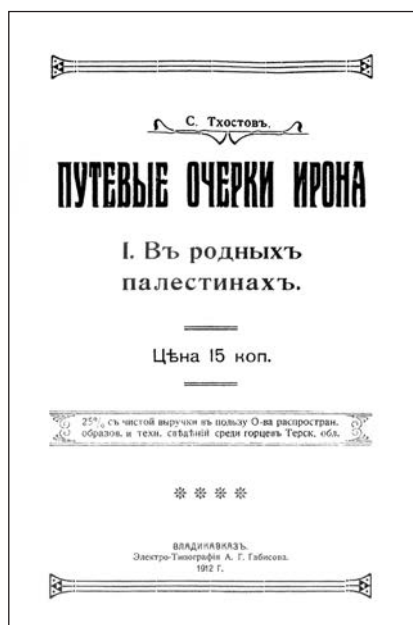 С. Тхостовъ.
ПУТЕВЫЕ ОЧЕРКИ ИРОНА
I. Въ родныхъ
палестинахъ.
Цѣна 15 коп.
25% съ чистой выручки въ пользу О-ва распростран.
образов. и техн. свѣдѣній среди горцевъ Терск. обл.
ВЛАДИКАВКАЗЪ.
Электро-Типографія А. Г. Габисова.
1912 Г.